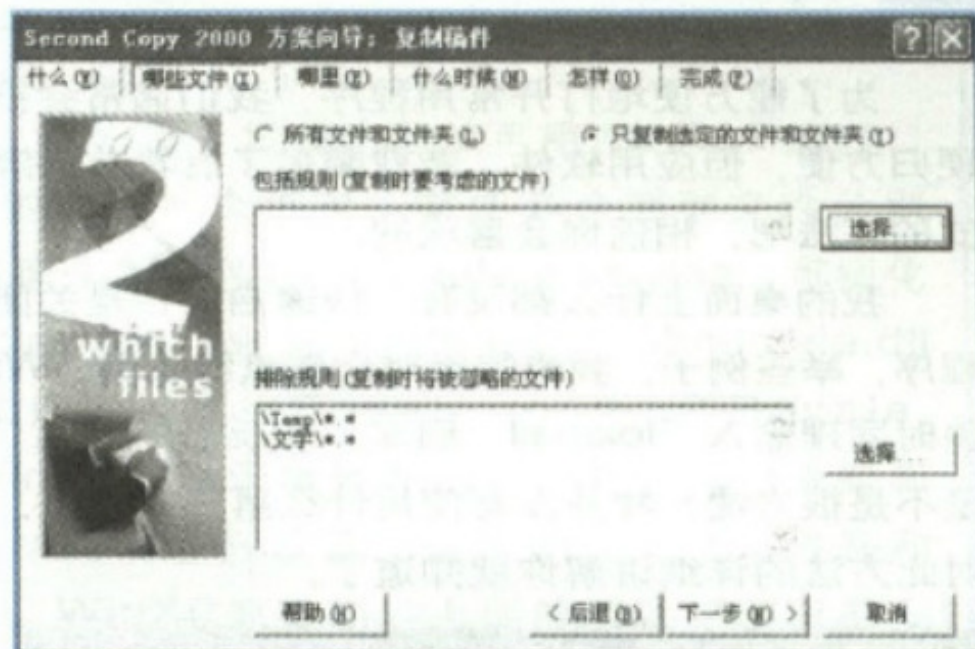 Second Copy 2000 方案向导: 复制稿件
什么(W) 哪些文件(I) 哪里(E) 什么时候(N) 怎样(O) 完成(F)
所有文件和文件夹(L) 只复制选定的文件和文件夹(T)
包括规则(复制时要考虑的文件)
选择...
which
files
排除规则(复制时将被忽略的文件)
\Temp\*.*
\文字\*.*
选择...
帮助(H) < 后退(B) 下一步(N) > 取消